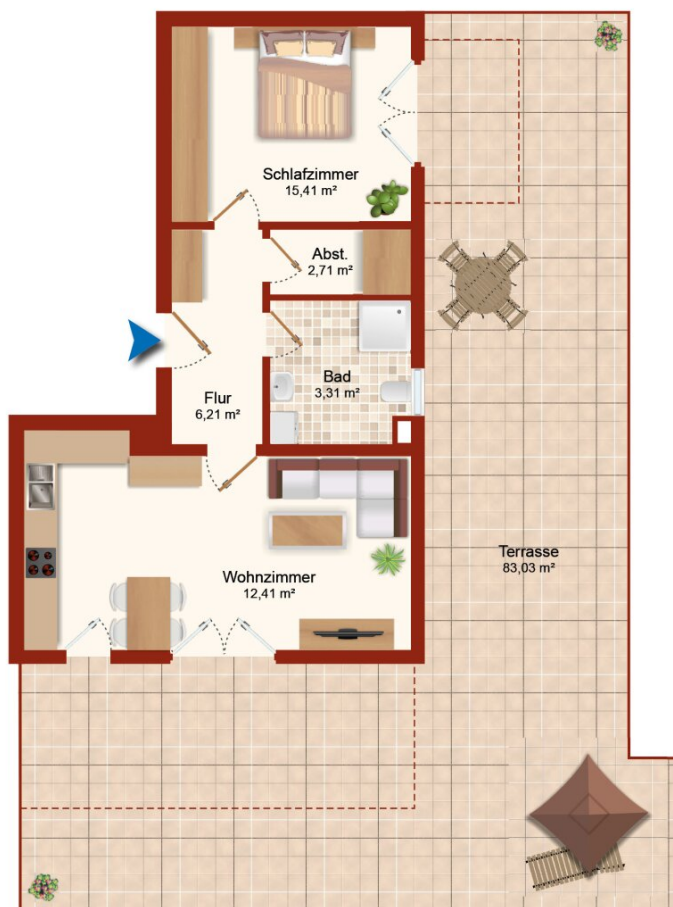 Schlafzimmer
15,41 m²
Abst.
2,71 m²
Bad
3,31 m²
Flur
6,21 m²
Terrasse
83,03 m²
Wohnzimmer
12,41 m²